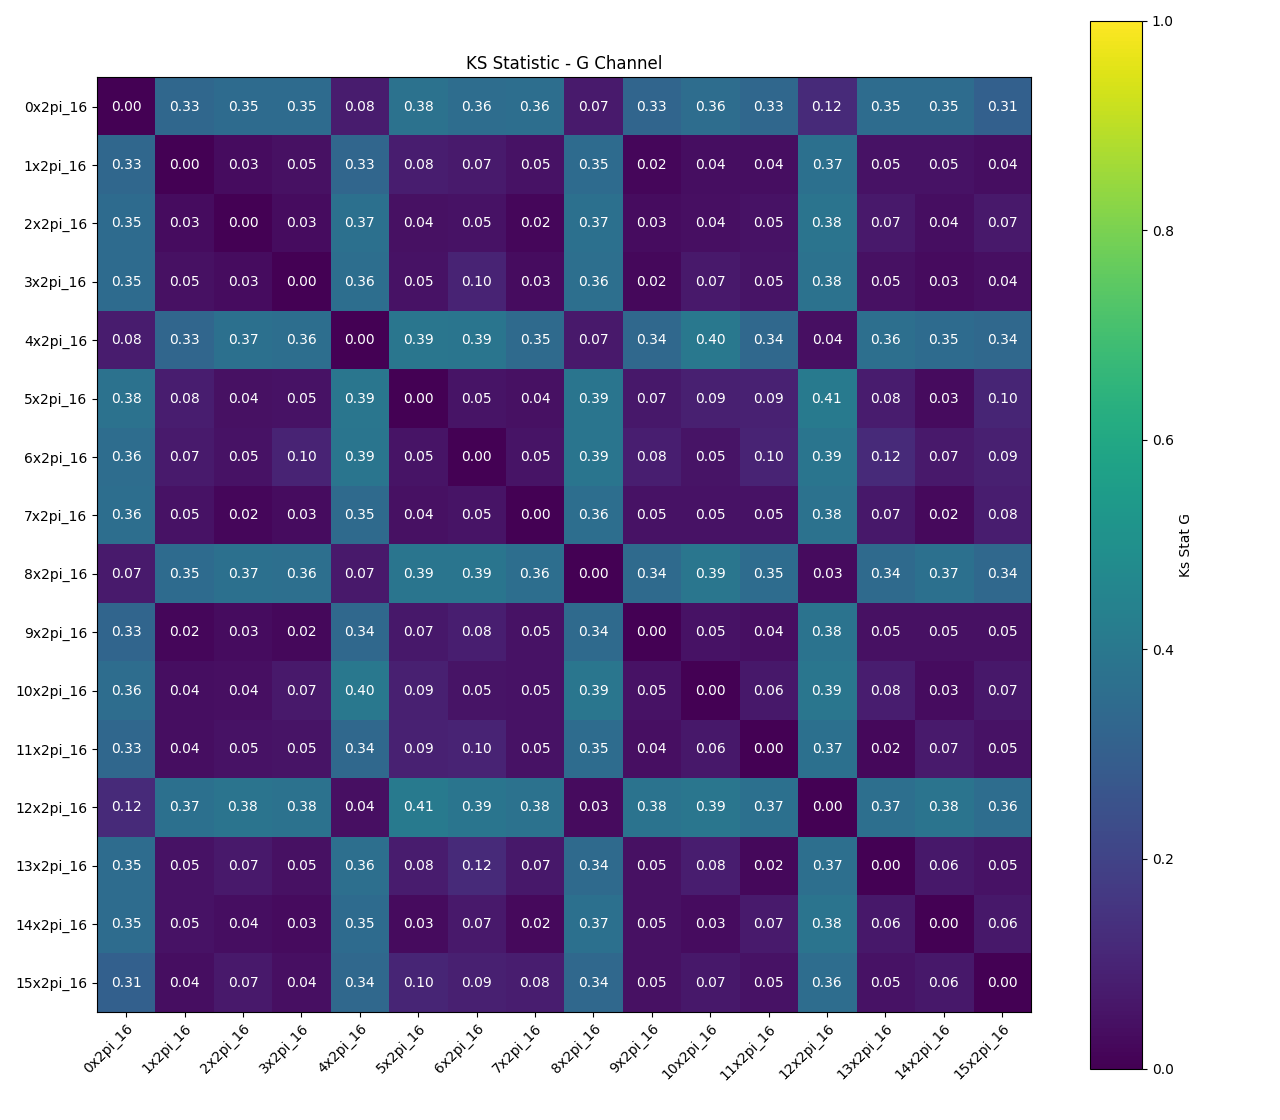 KS Statistic - G Channel
0x2pi_16 0.00 0.33 0.35 0.35 0.08 0.38 0.36 0.36 0.07 0.33 0.36 0.33 0.12 0.35 0.35 0.31
1x2pi_16 0.33 0.00 0.03 0.05 0.33 0.08 0.07 0.05 0.35 0.02 0.04 0.04 0.37 0.05 0.05 0.04
2x2pi_16 0.35 0.03 0.00 0.03 0.37 0.04 0.05 0.02 0.37 0.03 0.04 0.05 0.38 0.07 0.04 0.07
3x2pi_16 0.35 0.05 0.03 0.00 0.36 0.05 0.10 0.03 0.36 0.02 0.07 0.05 0.38 0.05 0.03 0.04
4x2pi_16 0.08 0.33 0.37 0.36 0.00 0.39 0.39 0.35 0.07 0.34 0.40 0.34 0.04 0.36 0.35 0.34
5x2pi_16 0.38 0.08 0.04 0.05 0.39 0.00 0.05 0.04 0.39 0.07 0.09 0.09 0.41 0.08 0.03 0.10
6x2pi_16 0.36 0.07 0.05 0.10 0.39 0.05 0.00 0.05 0.39 0.08 0.05 0.10 0.39 0.12 0.07 0.09
7x2pi_16 0.36 0.05 0.02 0.03 0.35 0.04 0.05 0.00 0.36 0.05 0.05 0.05 0.38 0.07 0.02 0.08
8x2pi_16 0.07 0.35 0.37 0.36 0.07 0.39 0.39 0.36 0.00 0.34 0.39 0.35 0.03 0.34 0.37 0.34
9x2pi_16 0.33 0.02 0.03 0.02 0.34 0.07 0.08 0.05 0.34 0.00 0.05 0.04 0.38 0.05 0.05 0.05
10x2pi_16 0.36 0.04 0.04 0.07 0.40 0.09 0.05 0.05 0.39 0.05 0.00 0.06 0.39 0.08 0.03 0.07
11x2pi_16 0.33 0.04 0.05 0.05 0.34 0.09 0.10 0.05 0.35 0.04 0.06 0.00 0.37 0.02 0.07 0.05
12x2pi_16 0.12 0.37 0.38 0.38 0.04 0.41 0.39 0.38 0.03 0.38 0.39 0.37 0.00 0.37 0.38 0.36
13x2pi_16 0.35 0.05 0.07 0.05 0.36 0.08 0.12 0.07 0.34 0.05 0.08 0.02 0.37 0.00 0.06 0.05
14x2pi_16 0.35 0.05 0.04 0.03 0.35 0.03 0.07 0.02 0.37 0.05 0.03 0.07 0.38 0.06 0.00 0.06
15x2pi_16 0.31 0.04 0.07 0.04 0.34 0.10 0.09 0.08 0.34 0.05 0.07 0.05 0.36 0.05 0.06 0.00
0x2pi_16 1x2pi_16 2x2pi_16 3x2pi_16 4x2pi_16 5x2pi_16 6x2pi_16 7x2pi_16 8x2pi_16 9x2pi_16 10x2pi_16 11x2pi_16 12x2pi_16 13x2pi_16 14x2pi_16 15x2pi_16
1.0
0.8
0.6
0.4
0.2
0.0
Ks Stat G